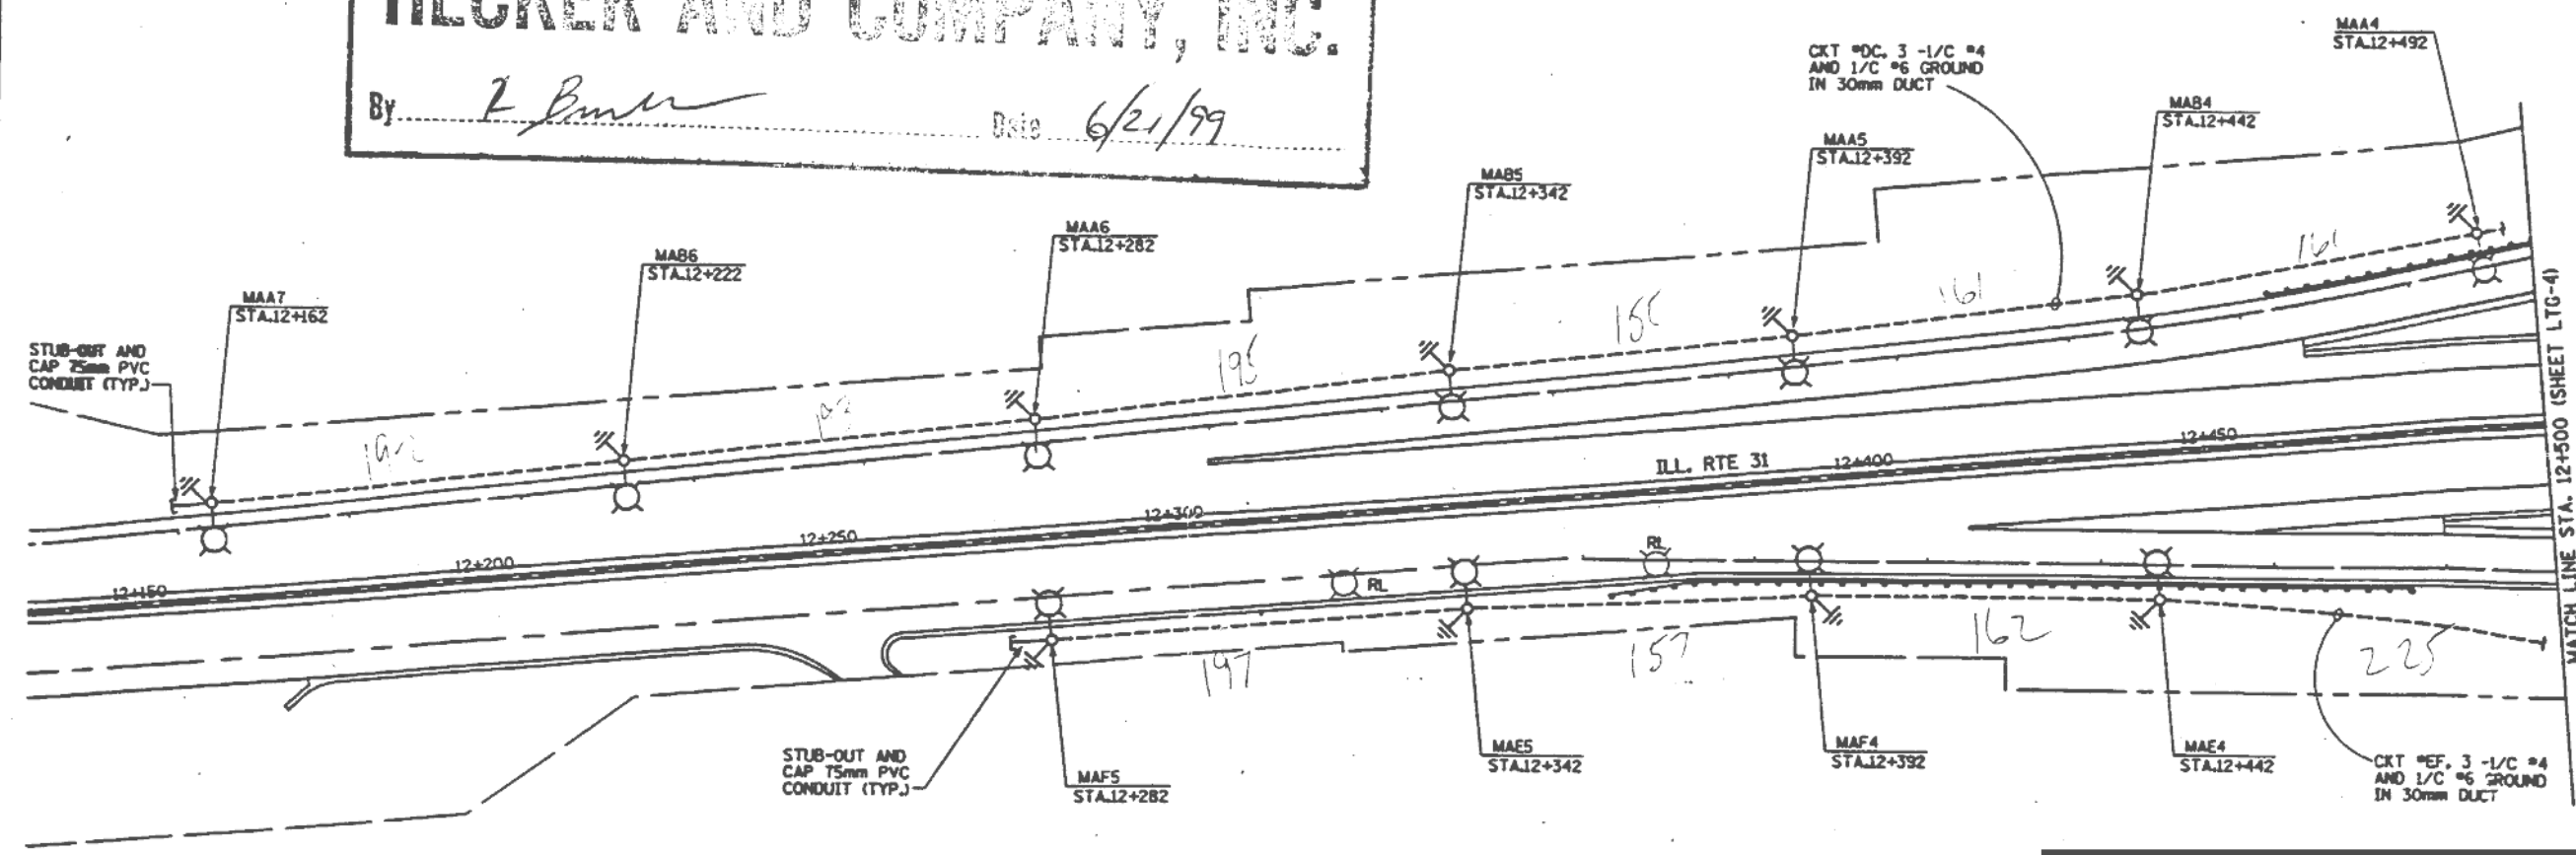 HECKER AND COMPANY, INC.
By
Date 6/21/99
MAA4
STA.12+492
CKT #DC, 3 -1/C #4
AND 1/C #6 GROUND
IN 30mm DUCT
MAB4
STA.12+442
MAA5
STA.12+392
MAB5
STA.12+342
MAA6
STA.12+282
MAB6
STA.12+222
MAA7
STA.12+162
STUB-OUT AND
CAP 75mm PVC
CONDUIT (TYP.)
161
161
195
192
MATCH LINE STA. 12+500 (SHEET LTG-4)
12+450
ILL. RTE 31
12+400
12+300
12+250
12+200
12+150
RL
RL
197
157
162
225
STUB-OUT AND
CAP 75mm PVC
CONDUIT (TYP.)
MAF5
STA.12+282
MAE5
STA.12+342
MAF4
STA.12+392
MAE4
STA.12+442
CKT #EF, 3 -1/C #4
AND 1/C #6 GROUND
IN 30mm DUCT